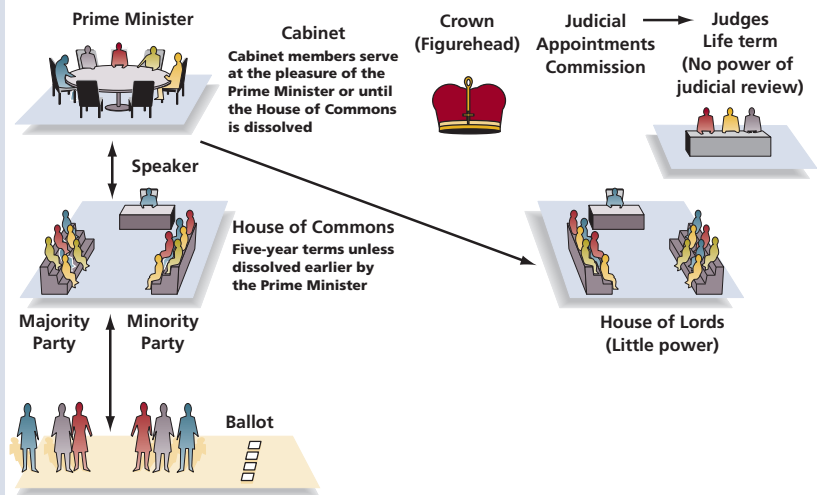 Prime Minister
Cabinet
Cabinet members serve
at the pleasure of the
Prime Minister or until
the House of Commons
is dissolved
Crown
(Figurehead)
Judicial
Appointments
Commission
Judges
Life term
(No power of
judicial review)
Speaker
House of Commons
Five-year terms unless
dissolved earlier by
the Prime Minister
Majority
Party
Minority
Party
House of Lords
(Little power)
Ballot